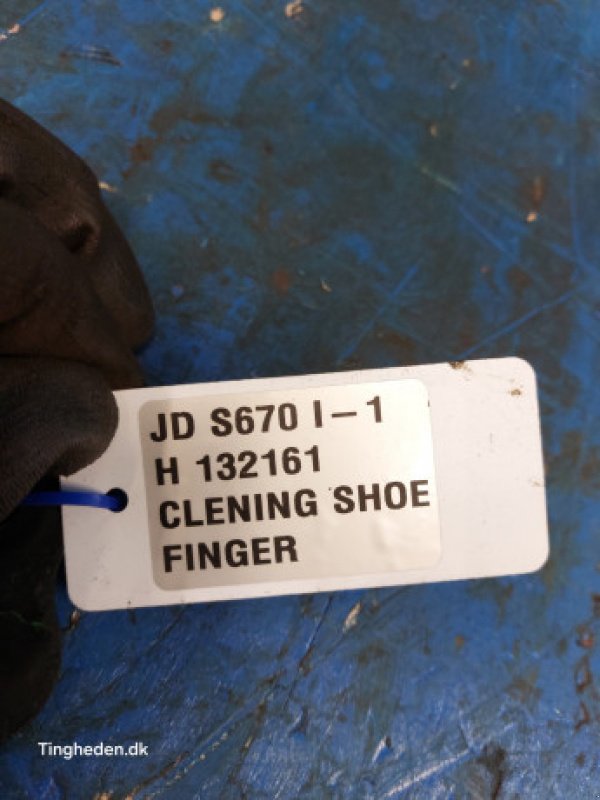 JD S670 I-1
H 132161
CLENING SHOE
FINGER
Tingheden.dk